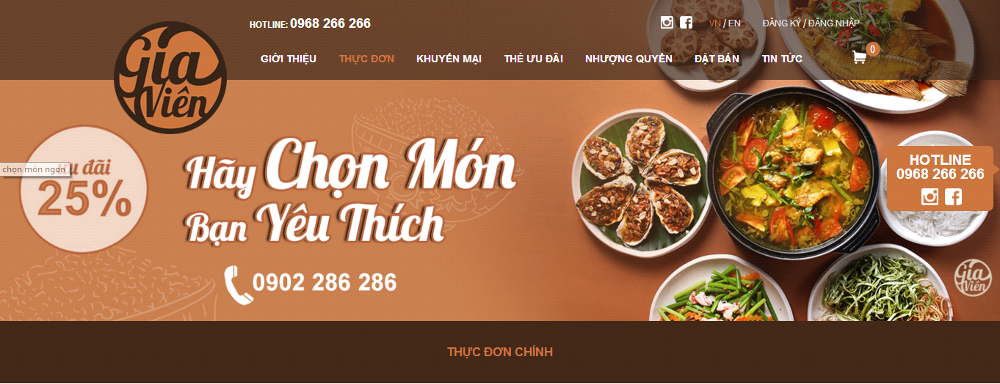 HOTLINE: 0968 266 266
VN / EN
ĐĂNG KÝ / ĐĂNG NHẬP
Gia
Viên
GIỚI THIỆU THỰC ĐƠN KHUYẾN MẠI THẺ ƯU ĐÃI NHƯỢNG QUYỀN ĐẶT BÀN TIN TỨC
0
chọn món ngon
đãi
25%
Hãy Chọn Món
Bạn Yêu Thích
0902 286 286
HOTLINE
0968 266 266
Gia
Viên
THỰC ĐƠN CHÍNH